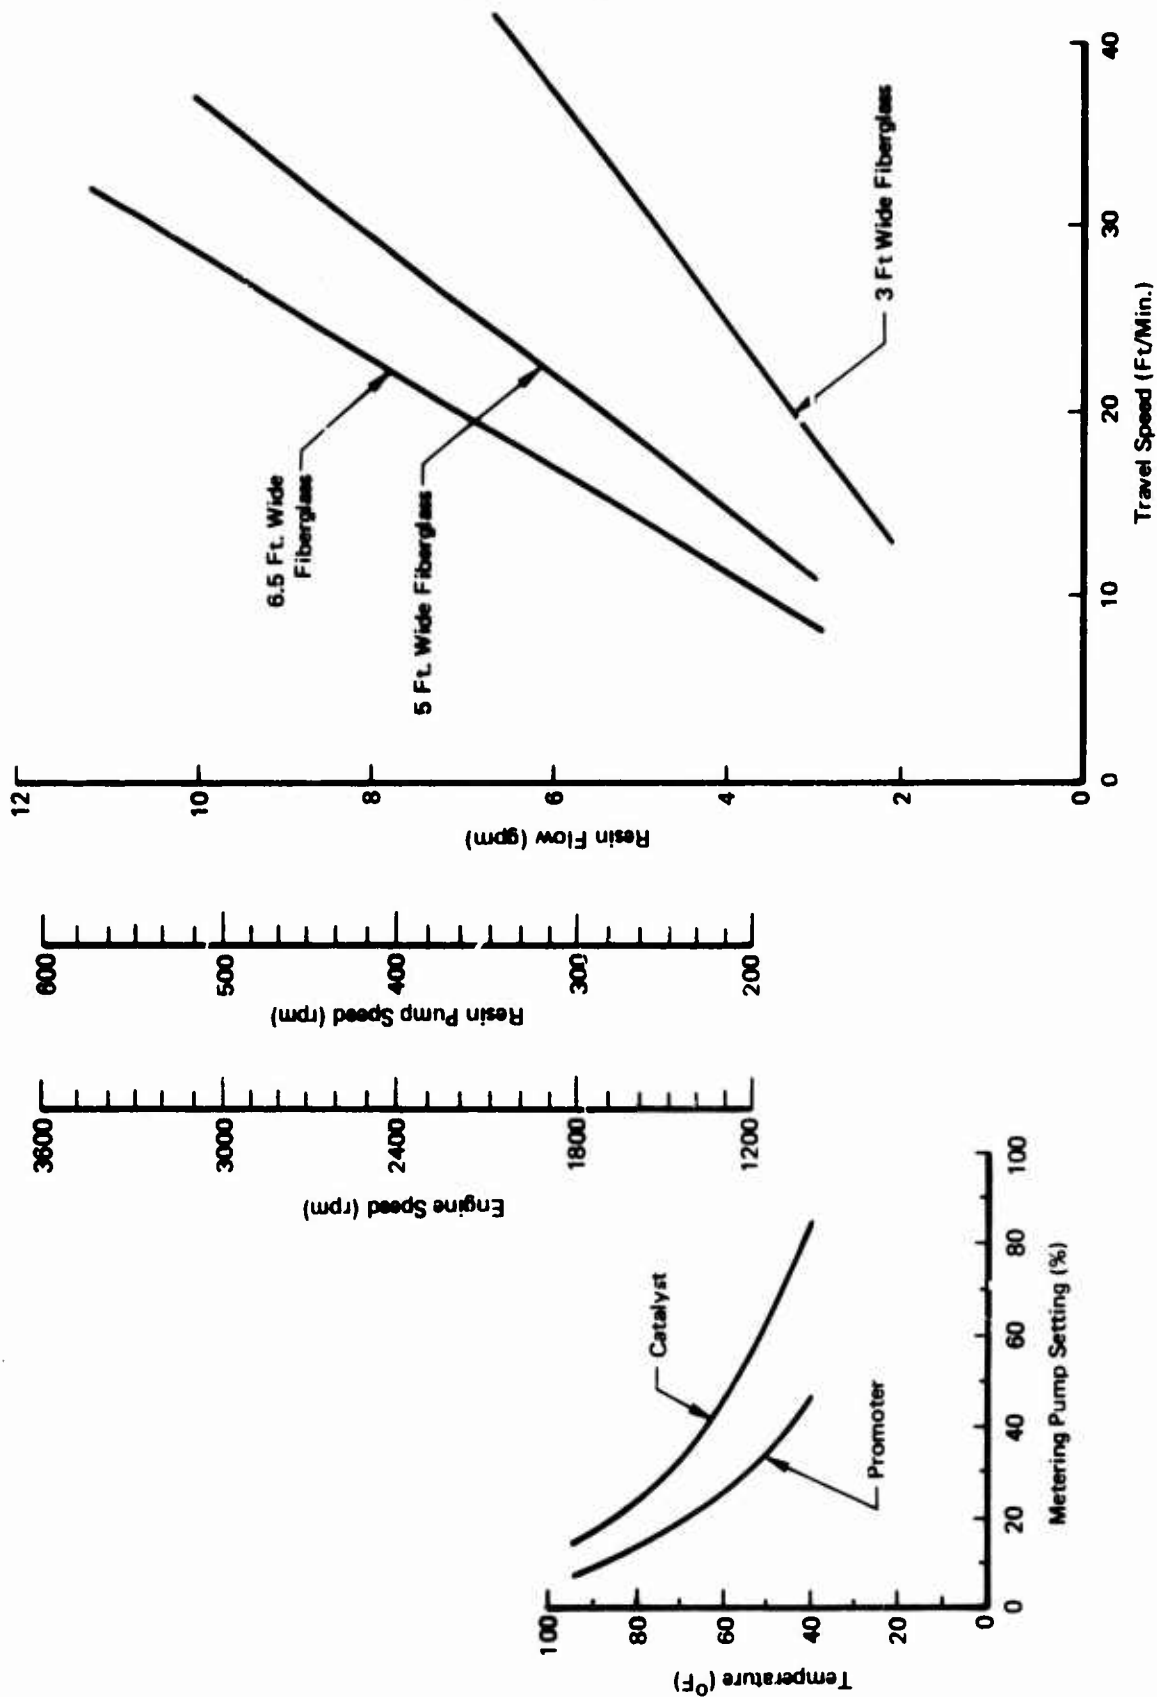 3600
3000
2400
1800
1200
Engine Speed (rpm)
600
500
400
300
200
Resin Pump Speed (rpm)
12
10
8
6
4
2
0
Resin Flow (gpm)
6.5 Ft. Wide
Fiberglass
5 Ft. Wide Fiberglass
3 Ft Wide Fiberglass
0
10
20
30
40
Travel Speed (Ft/Min.)
100
80
60
40
20
0
Temperature (°F)
Catalyst
Promoter
0
20
40
60
80
100
Metering Pump Setting (%)